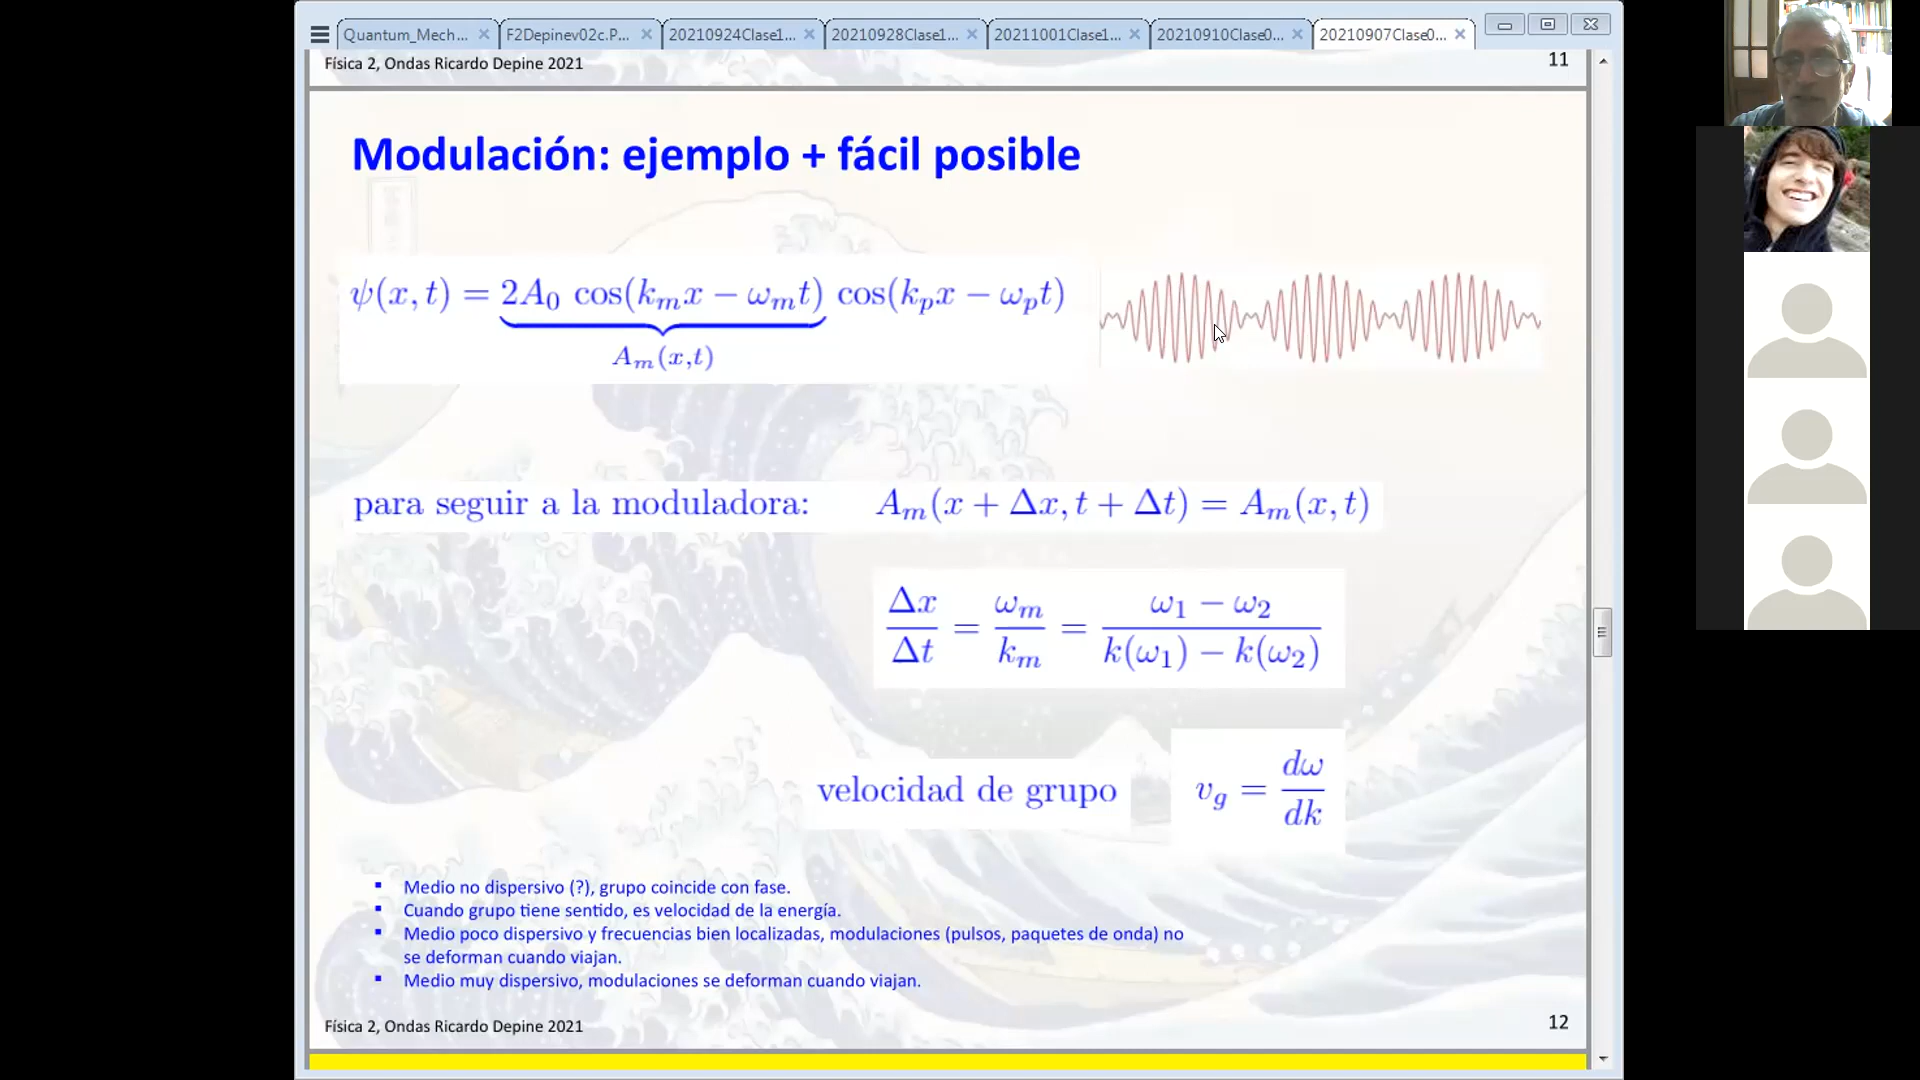 Quantum_Mech...
F2Depinev02c.P...
20210924Clase1...
20210928Clase1...
20211001Clase1...
20210910Clase0...
20210907Clase0...
Física 2, Ondas Ricardo Depine 2021
11
Modulación: ejemplo + fácil posible
ψ(x, t) = 2A₀ cos(kₘx − ωₘt) cos(kₚx − ωₚt)
Aₘ(x,t)
para seguir a la moduladora: Aₘ(x + Δx, t + Δt) = Aₘ(x, t)
Δx/Δt = ωₘ/kₘ = (ω₁ − ω₂)/(k(ω₁) − k(ω₂))
velocidad de grupo v_g = dω/dk
▪ Medio no dispersivo (?), grupo coincide con fase.
▪ Cuando grupo tiene sentido, es velocidad de la energía.
▪ Medio poco dispersivo y frecuencias bien localizadas, modulaciones (pulsos, paquetes de onda) no
se deforman cuando viajan.
▪ Medio muy dispersivo, modulaciones se deforman cuando viajan.
Física 2, Ondas Ricardo Depine 2021
12